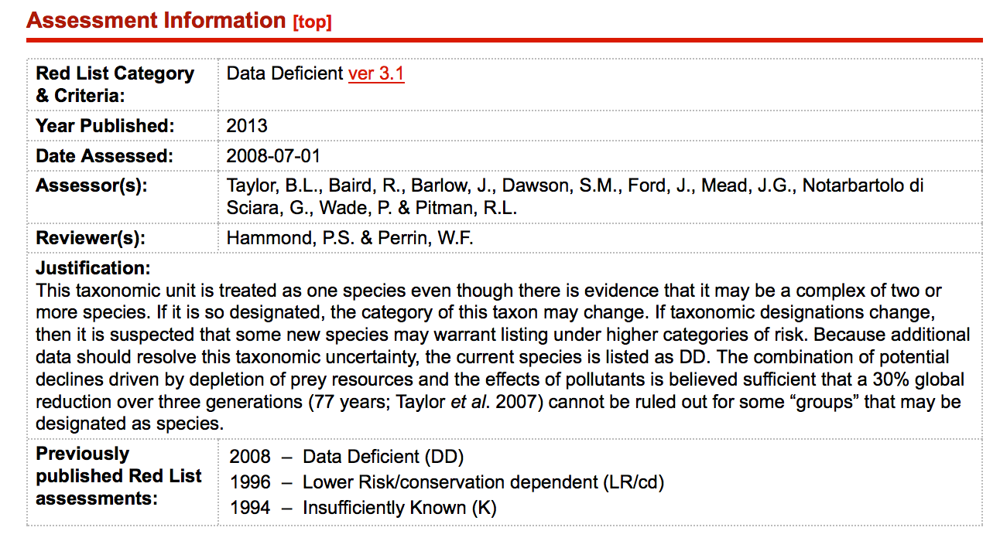 Assessment Information [top]
Red List Category
& Criteria:
Data Deficient ver 3.1
Year Published:
2013
Date Assessed:
2008-07-01
Assessor(s):
Taylor, B.L., Baird, R., Barlow, J., Dawson, S.M., Ford, J., Mead, J.G., Notarbartolo di
Sciara, G., Wade, P. & Pitman, R.L.
Reviewer(s):
Hammond, P.S. & Perrin, W.F.
Justification:
This taxonomic unit is treated as one species even though there is evidence that it may be a complex of two or
more species. If it is so designated, the category of this taxon may change. If taxonomic designations change,
then it is suspected that some new species may warrant listing under higher categories of risk. Because additional
data should resolve this taxonomic uncertainty, the current species is listed as DD. The combination of potential
declines driven by depletion of prey resources and the effects of pollutants is believed sufficient that a 30% global
reduction over three generations (77 years; Taylor et al. 2007) cannot be ruled out for some “groups” that may be
designated as species.
Previously
published Red List
assessments:
2008 – Data Deficient (DD)
1996 – Lower Risk/conservation dependent (LR/cd)
1994 – Insufficiently Known (K)